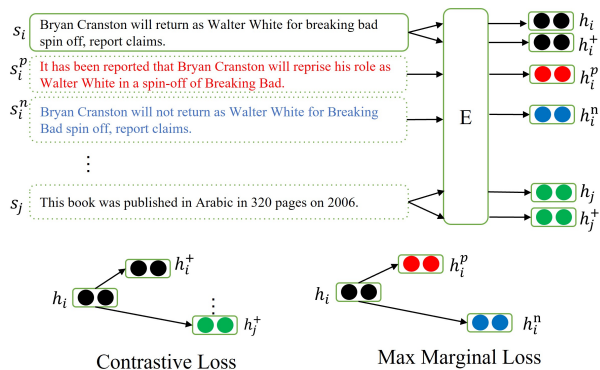 s_i Bryan Cranston will return as Walter White for breaking bad
spin off, report claims.
h_i
h_i^+
s_i^p It has been reported that Bryan Cranston will reprise his role as
Walter White in a spin-off of Breaking Bad.
h_i^p
s_i^n Bryan Cranston will not return as Walter White for Breaking
Bad spin off, report claims.
h_i^n
E
⋮
s_j This book was published in Arabic in 320 pages on 2006.
h_j
h_j^+
h_i^+
h_i
⋮
h_j^+
Contrastive Loss
h_i^p
h_i
h_i^n
Max Marginal Loss